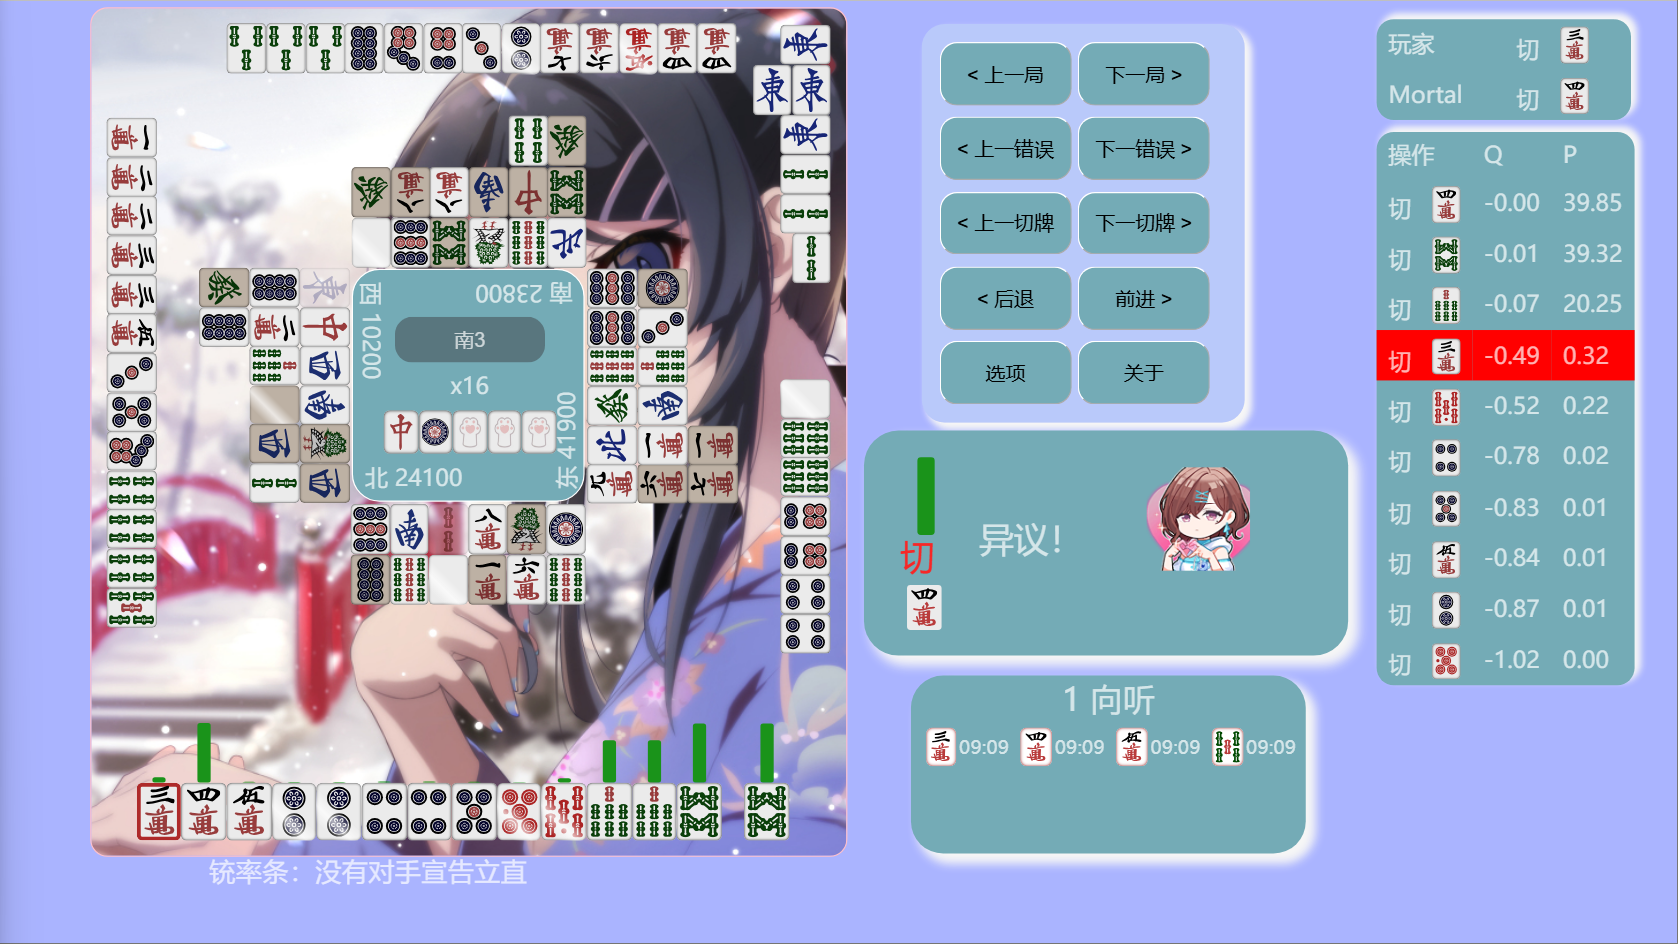 < 上一局
下一局 >
< 上一错误
下一错误 >
< 上一切牌
下一切牌 >
< 后退
前进 >
选项
关于
玩家 切
Mortal 切
操作 Q P
切 -0.00 39.85
切 -0.01 39.32
切 -0.07 20.25
切 -0.49 0.32
切 -0.52 0.22
切 -0.78 0.02
切 -0.83 0.01
切 -0.84 0.01
切 -0.87 0.01
切 -1.02 0.00
南 23800
西 10200
南3
x16
东 41900
北 24100
切
异议！
1 向听
09:09 09:09 09:09 09:09
铳率条：没有对手宣告立直